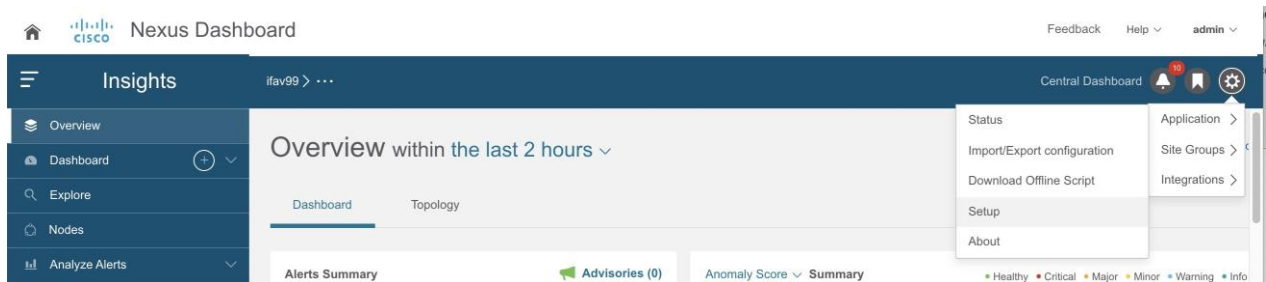 CISCO Nexus Dashboard Feedback Help admin
Insights ifav99 > ··· Central Dashboard 10
Overview
Dashboard
Explore
Nodes
Analyze Alerts
Overview within the last 2 hours
Dashboard Topology
Alerts Summary Advisories (0)
Anomaly Score Summary Healthy Critical Major Minor Warning Info
Status
Import/Export configuration
Download Offline Script
Setup
About
Application
Site Groups
Integrations